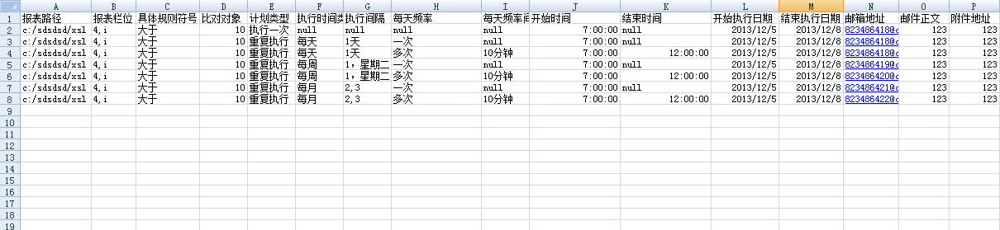 A B C D E F G H I J K L M N O P
1 报表路径 报表栏位 具体规则符号 比对对象 计划类型 执行时间类 执行间隔 每天频率 每天频率间 开始时间 结束时间 开始执行日期 结束执行日期 邮箱地址 邮件正文 附件地址
2 c:/sdsdsd/xsl 4,i 大于 10 执行一次 null null null null 7:00:00 null 2013/12/5 2013/12/8 823486418@ 123 123
3 c:/sdsdsd/xsl 4,i 大于 10 重复执行 每天 1天 一次 null 7:00:00 null 2013/12/5 2013/12/8 823486418@ 123 123
4 c:/sdsdsd/xsl 4,i 大于 10 重复执行 每天 1天 多次 10分钟 7:00:00 12:00:00 2013/12/5 2013/12/8 823486418@ 123 123
5 c:/sdsdsd/xsl 4,i 大于 10 重复执行 每周 1，星期二 一次 null 7:00:00 null 2013/12/5 2013/12/8 823486419@ 123 123
6 c:/sdsdsd/xsl 4,i 大于 10 重复执行 每周 1，星期二 多次 10分钟 7:00:00 12:00:00 2013/12/5 2013/12/8 823486420@ 123 123
7 c:/sdsdsd/xsl 4,i 大于 10 重复执行 每月 2,3 一次 null 7:00:00 null 2013/12/5 2013/12/8 823486421@ 123 123
8 c:/sdsdsd/xsl 4,i 大于 10 重复执行 每月 2,3 多次 10分钟 7:00:00 12:00:00 2013/12/5 2013/12/8 823486422@ 123 123
9
10
11
12
13
14
15
16
17
18
19